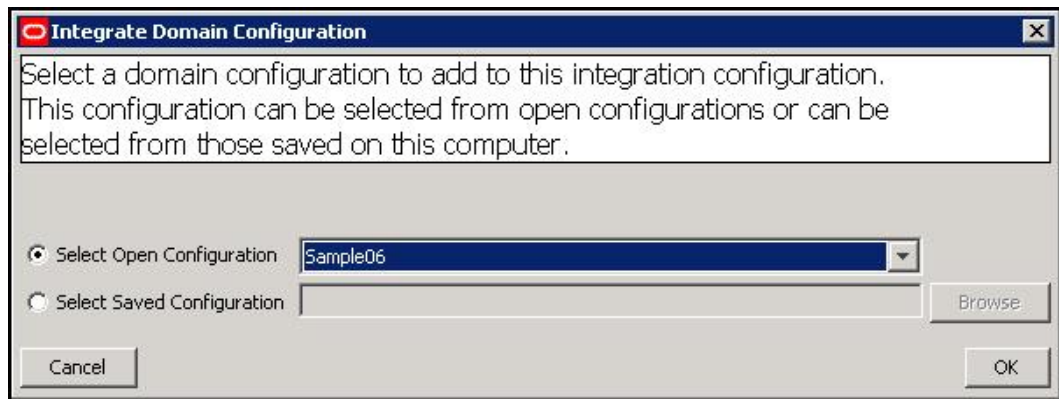 Integrate Domain Configuration
Select a domain configuration to add to this integration configuration.
This configuration can be selected from open configurations or can be
selected from those saved on this computer.
Select Open Configuration Sample06
Select Saved Configuration Browse
Cancel OK